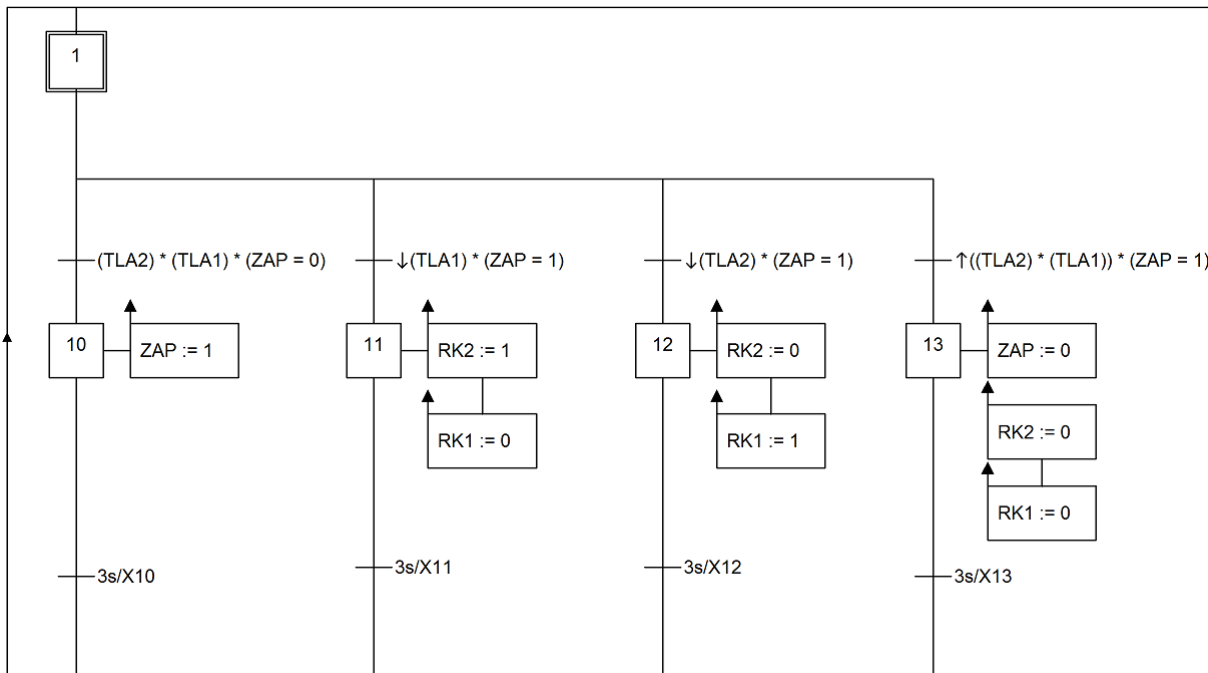 1
(TLA2) * (TLA1) * (ZAP = 0)
↓(TLA1) * (ZAP = 1)
↓(TLA2) * (ZAP = 1)
↑((TLA2) * (TLA1)) * (ZAP = 1)
10
ZAP := 1
11
RK2 := 1
RK1 := 0
12
RK2 := 0
RK1 := 1
13
ZAP := 0
RK2 := 0
RK1 := 0
3s/X10
3s/X11
3s/X12
3s/X13